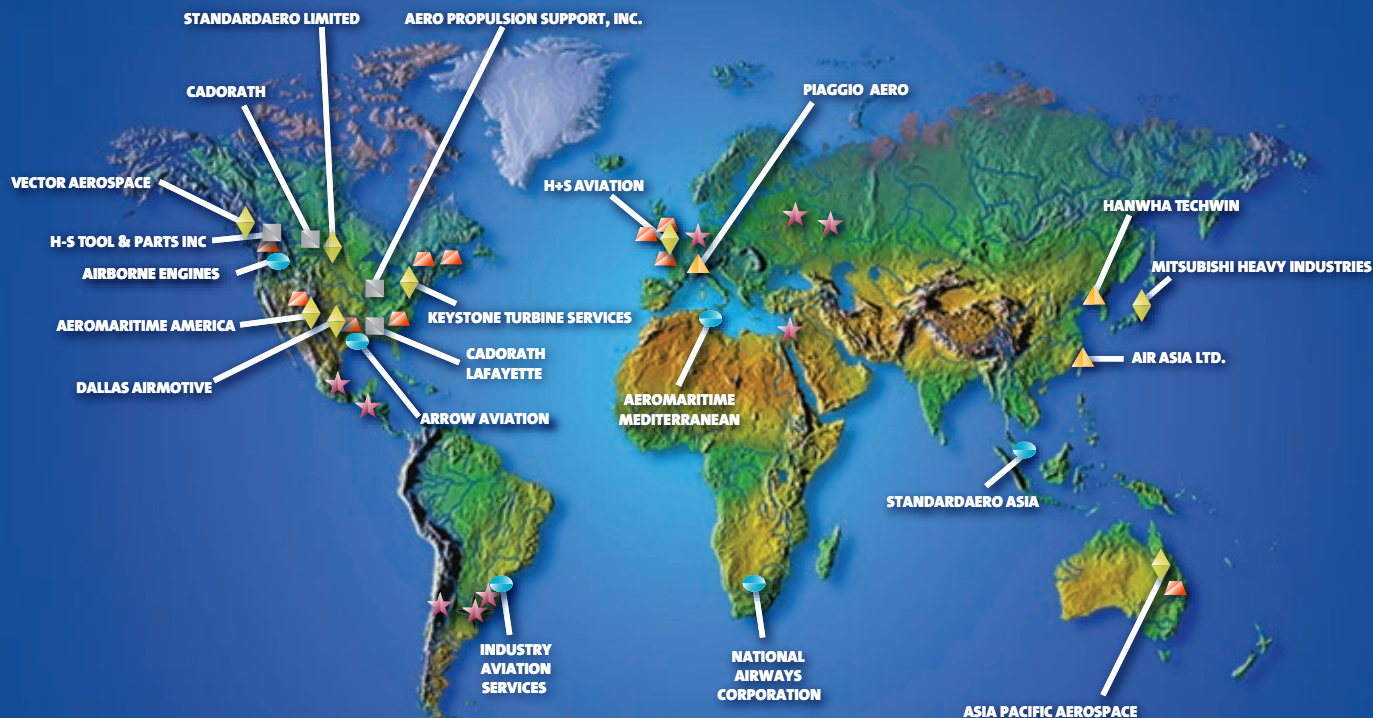 STANDARDAERO LIMITED
AERO PROPULSION SUPPORT, INC.
CADORATH
PIAGGIO AERO
VECTOR AEROSPACE
H+S AVIATION
HANWHA TECHWIN
H-S TOOL & PARTS INC
AIRBORNE ENGINES
MITSUBISHI HEAVY INDUSTRIES
AEROMARITIME AMERICA
KEYSTONE TURBINE SERVICES
CADORATH
LAFAYETTE
AIR ASIA LTD.
DALLAS AIRMOTIVE
ARROW AVIATION
AEROMARITIME
MEDITERRANEAN
STANDARDAERO ASIA
INDUSTRY
AVIATION
SERVICES
NATIONAL
AIRWAYS
CORPORATION
ASIA PACIFIC AEROSPACE